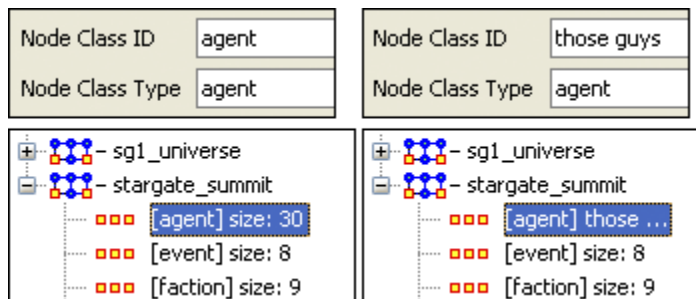 Node Class ID agent
Node Class Type agent
Node Class ID those guys
Node Class Type agent
sg1_universe
stargate_summit
[agent] size: 30
[event] size: 8
[faction] size: 9
sg1_universe
stargate_summit
[agent] those ...
[event] size: 8
[faction] size: 9